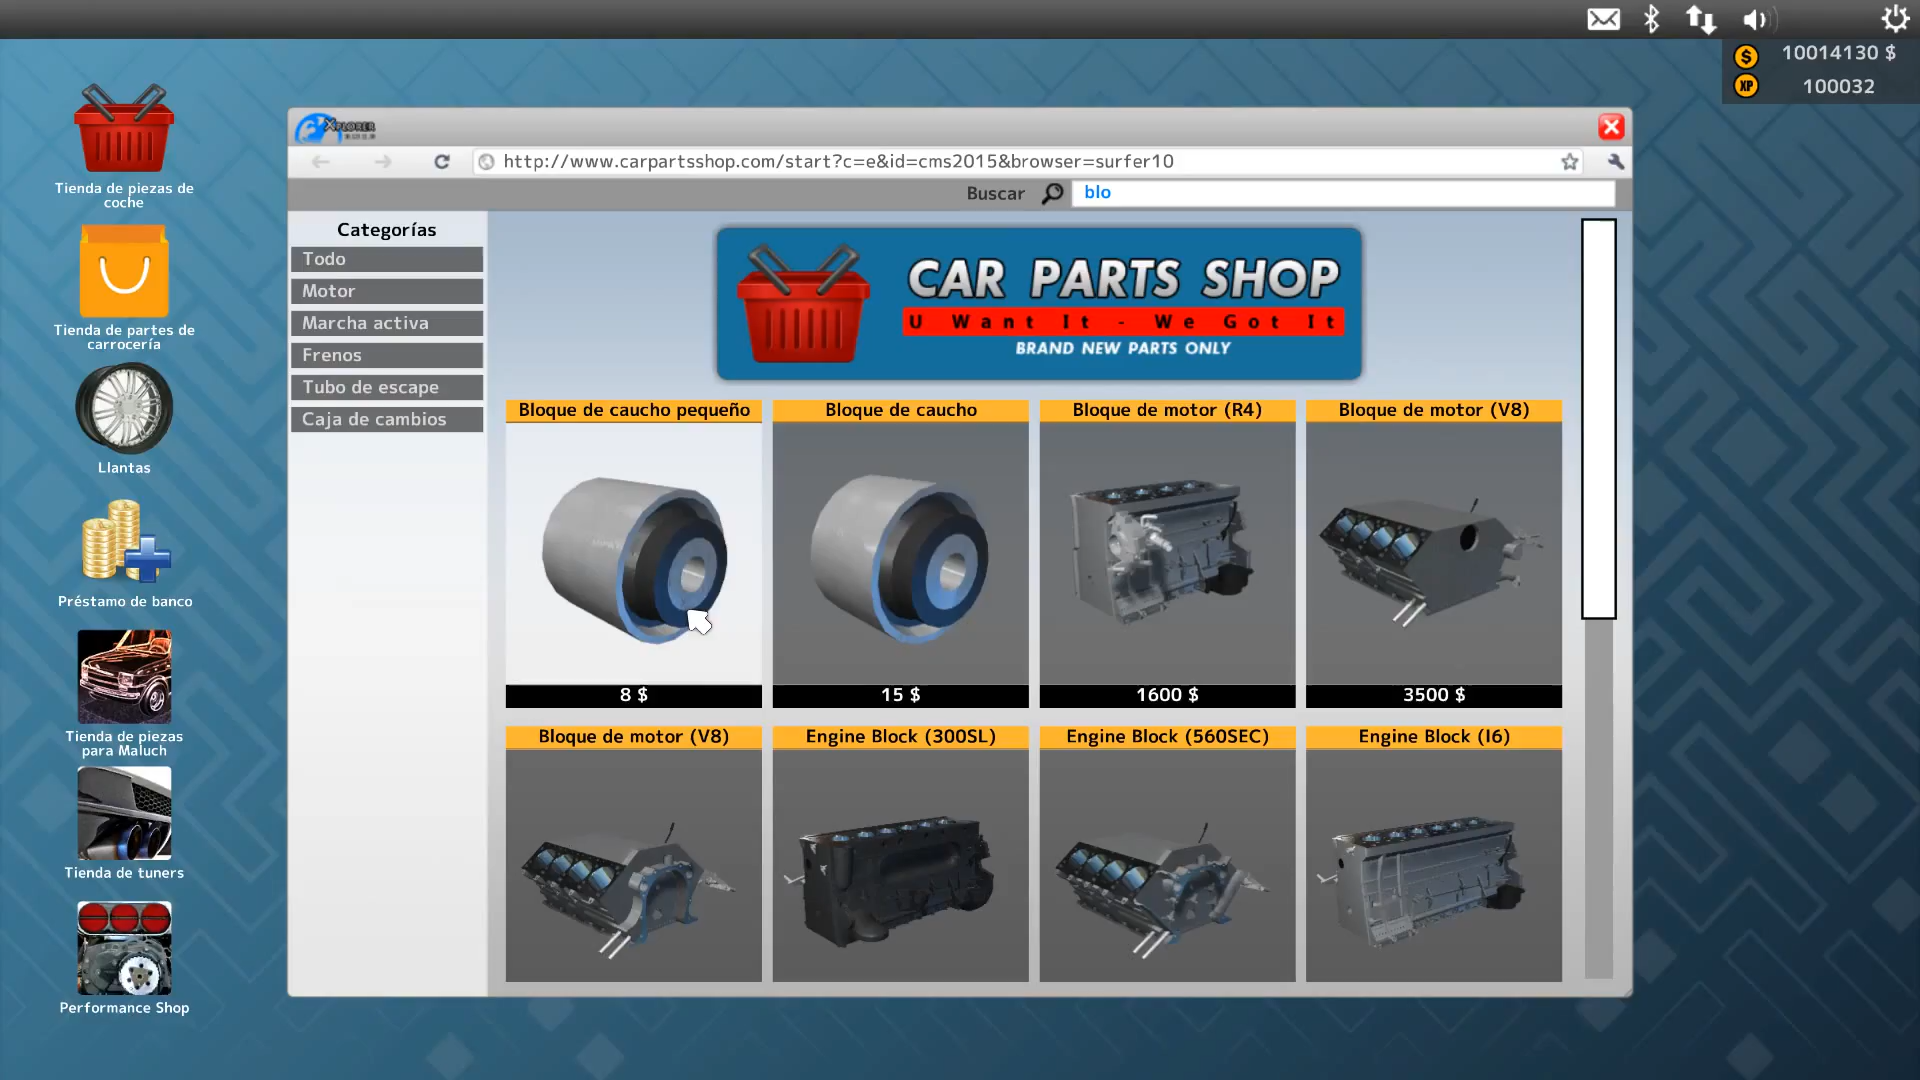 10014130 $
XP
100032
Tienda de piezas de
coche
Tienda de partes de
carrocería
Llantas
Préstamo de banco
Tienda de piezas
para Maluch
Tienda de tuners
Performance Shop
XPLORER
http://www.carpartsshop.com/start?c=e&id=cms2015&browser=surfer10
Buscar
blo
Categorías
Todo
Motor
Marcha activa
Frenos
Tubo de escape
Caja de cambios
CAR PARTS SHOP
U Want It - We Got It
BRAND NEW PARTS ONLY
Bloque de caucho pequeño
Bloque de caucho
Bloque de motor (R4)
Bloque de motor (V8)
8 $
15 $
1600 $
3500 $
Bloque de motor (V8)
Engine Block (300SL)
Engine Block (560SEC)
Engine Block (I6)